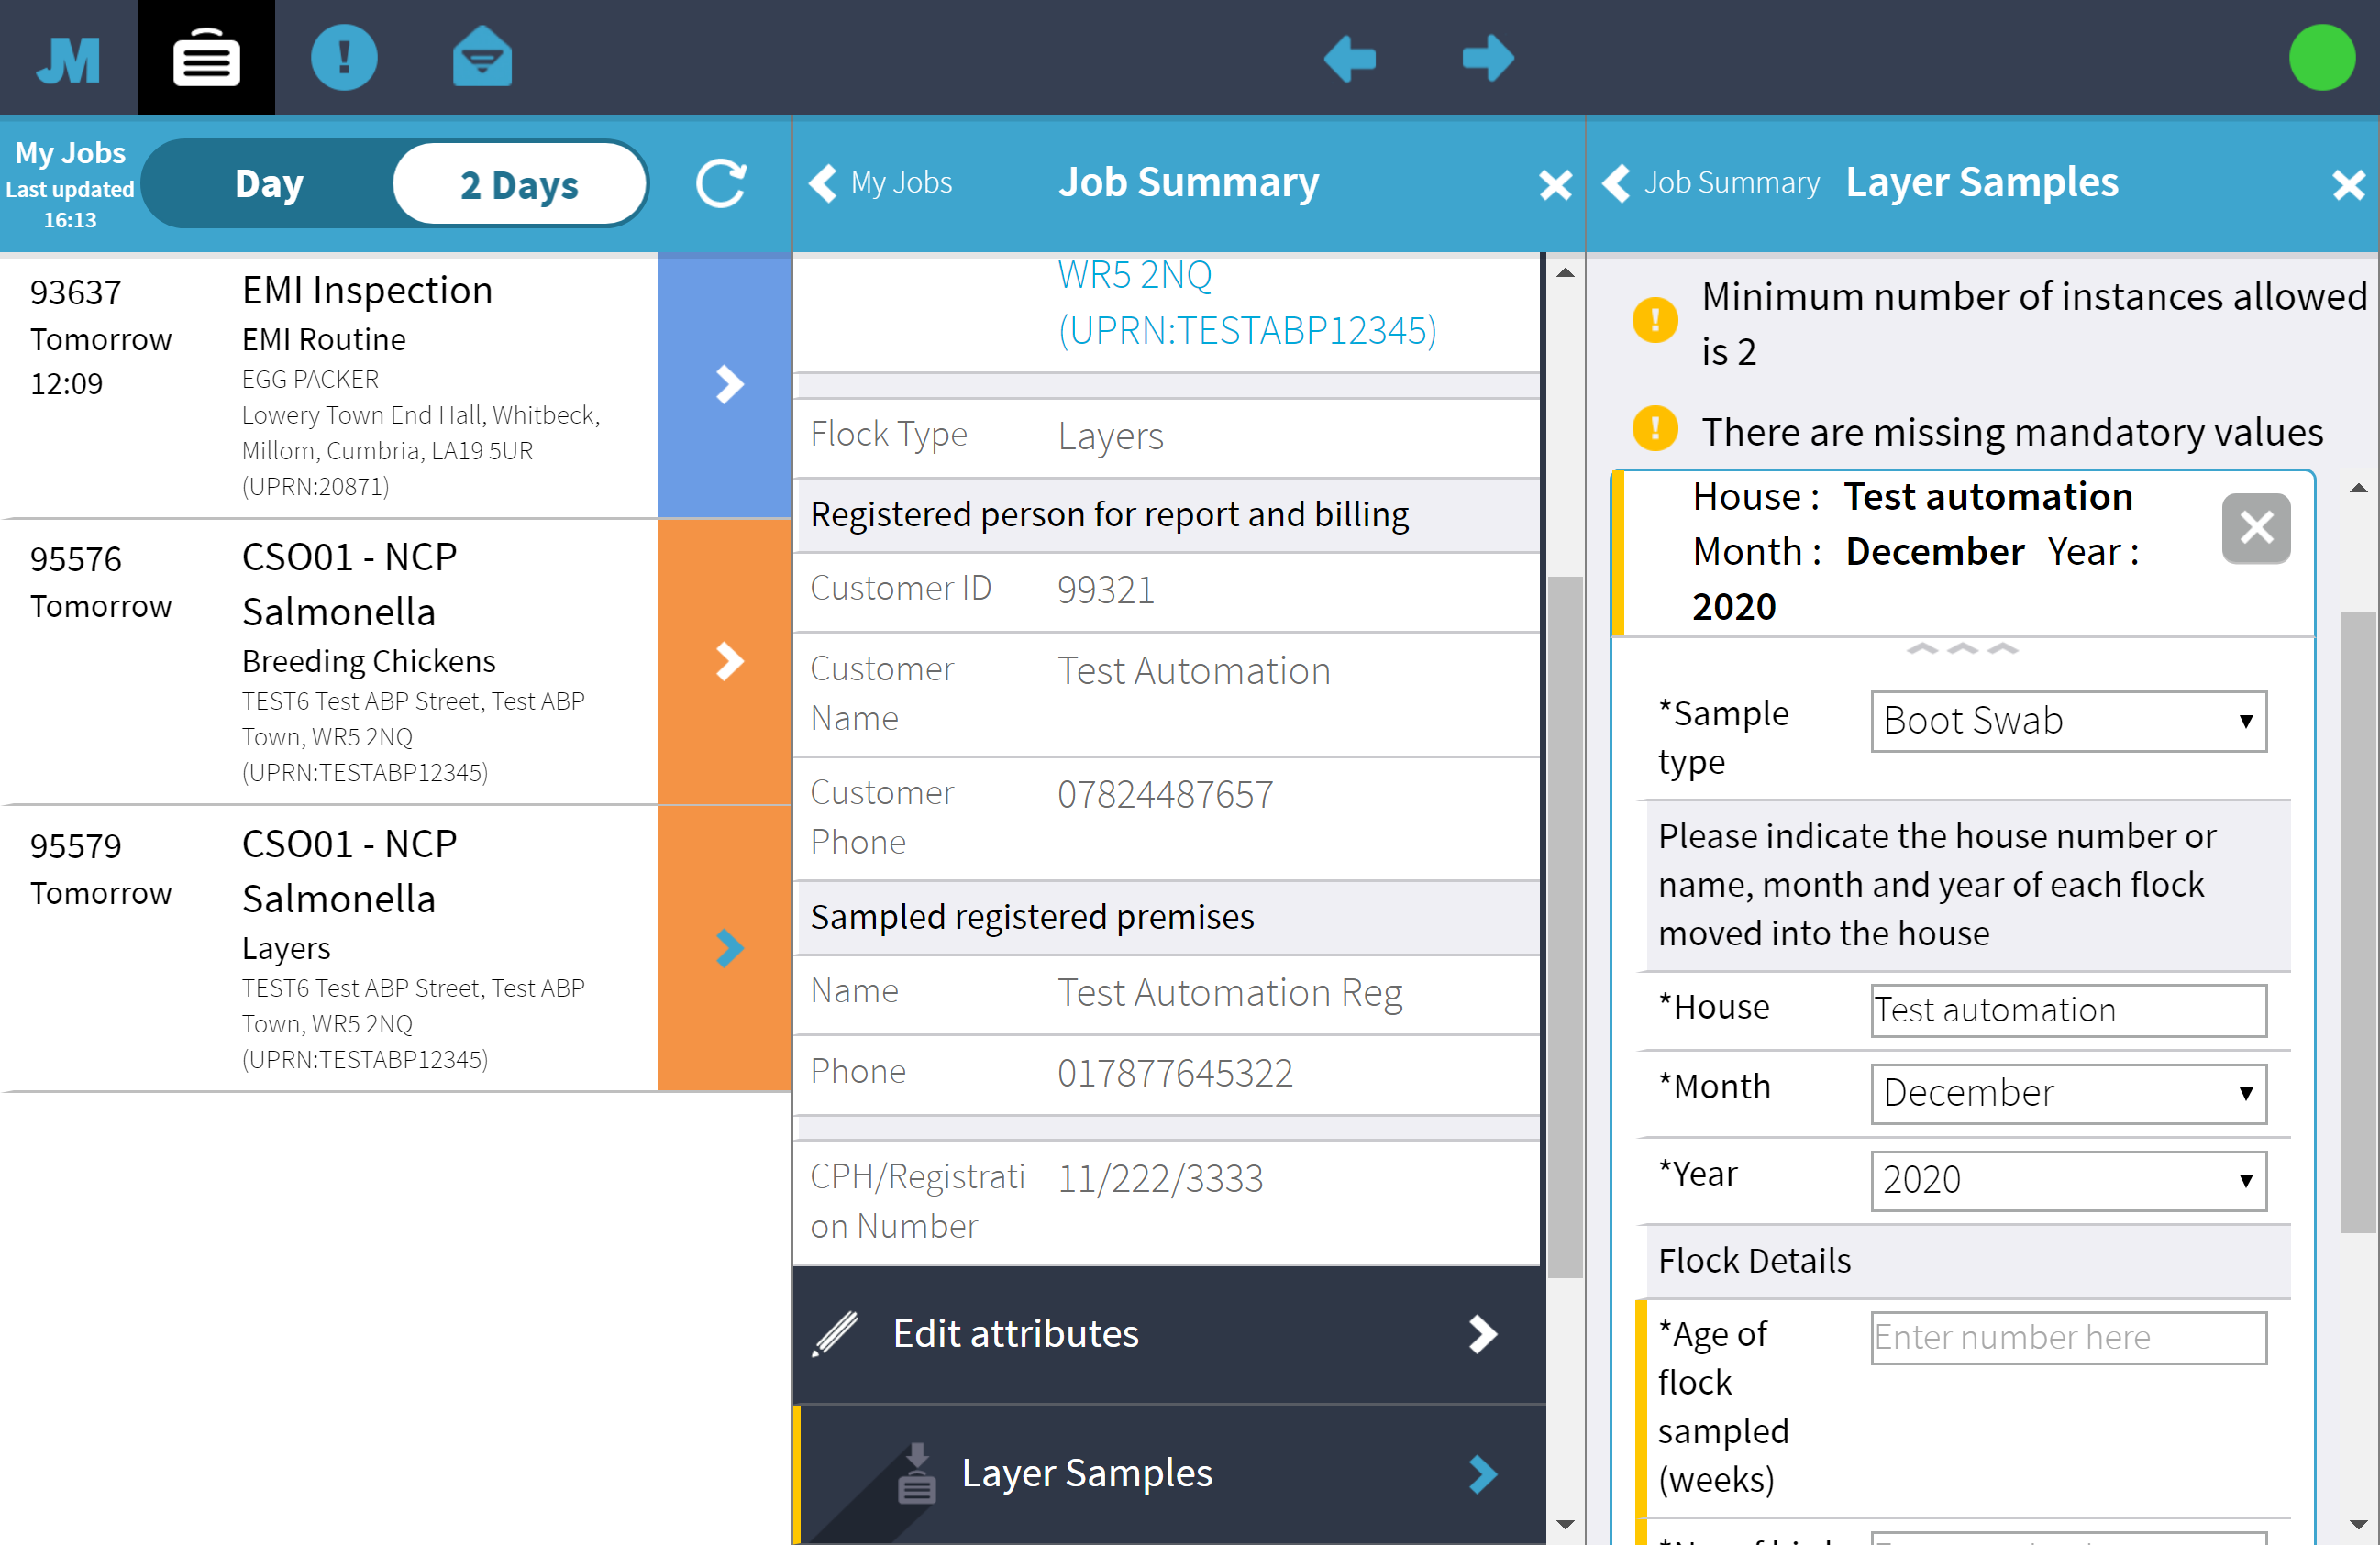 JM
My Jobs
Last updated
16:13
Day
2 Days
93637
Tomorrow
12:09
EMI Inspection
EMI Routine
EGG PACKER
Lowery Town End Hall, Whitbeck,
Millom, Cumbria, LA19 5UR
(UPRN:20871)
95576
Tomorrow
CSO01 - NCP
Salmonella
Breeding Chickens
TEST6 Test ABP Street, Test ABP
Town, WR5 2NQ
(UPRN:TESTABP12345)
95579
Tomorrow
CSO01 - NCP
Salmonella
Layers
TEST6 Test ABP Street, Test ABP
Town, WR5 2NQ
(UPRN:TESTABP12345)
My Jobs
Job Summary
WR5 2NQ
(UPRN:TESTABP12345)
Flock Type
Layers
Registered person for report and billing
Customer ID
99321
Customer
Name
Test Automation
Customer
Phone
07824487657
Sampled registered premises
Name
Test Automation Reg
Phone
017877645322
CPH/Registrati
on Number
11/222/3333
Edit attributes
Layer Samples
Job Summary
Layer Samples
Minimum number of instances allowed
is 2
There are missing mandatory values
House : Test automation
Month : December Year :
2020
*Sample
type
Boot Swab
Please indicate the house number or
name, month and year of each flock
moved into the house
*House
Test automation
*Month
December
*Year
2020
Flock Details
*Age of
flock
sampled
(weeks)
Enter number here